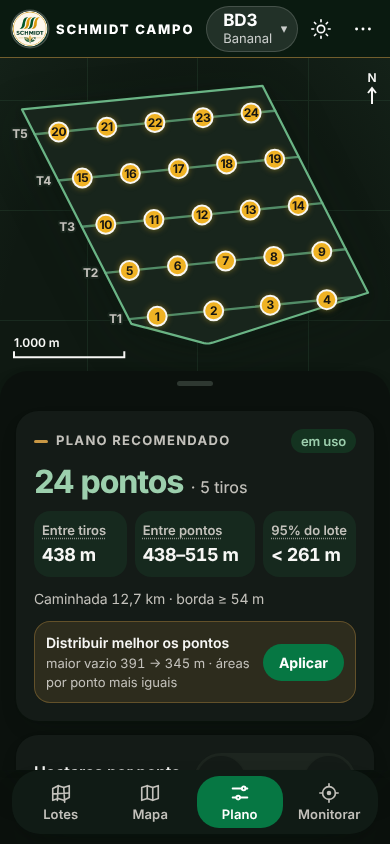 SCHMIDT
SCHMIDT CAMPO
BD3
Bananal
N
T5
20
21
22
23
24
T4
15
16
17
18
19
T3
10
11
12
13
14
T2
5
6
7
8
9
T1
1
2
3
4
1.000 m
PLANO RECOMENDADO
em uso
24 pontos · 5 tiros
Entre tiros
438 m
Entre pontos
438–515 m
95% do lote
< 261 m
Caminhada 12,7 km · borda ≥ 54 m
Distribuir melhor os pontos
maior vazio 391 → 345 m · áreas
por ponto mais iguais
Aplicar
Lotes
Mapa
Plano
Monitorar